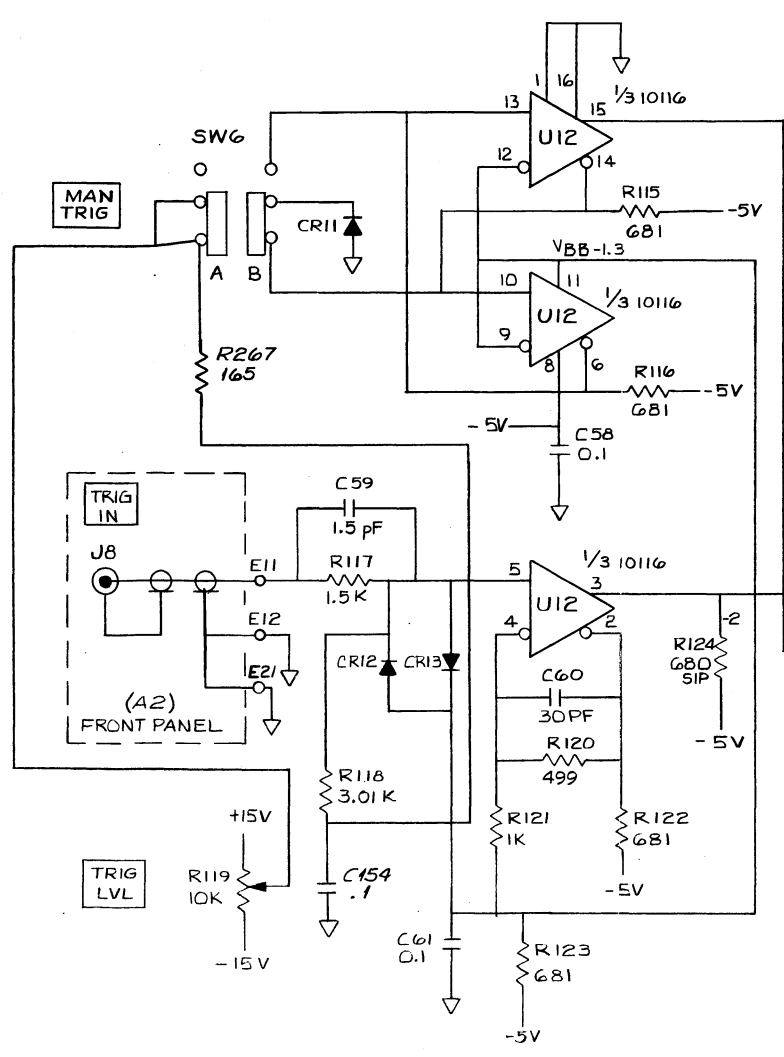 1
16
1/3 10116
15
13
U12
SW6
12
14
MAN
TRIG
R115
-5V
681
CR11
VBB-1.3
A
B
10
11
1/3 10116
U12
9
8
6
R267
165
R116
-5V
681
-5V
C58
0.1
TRIG
IN
C59
1.5 pF
J8
E11
R117
1.5K
5
1/3 10116
3
U12
4
2
E12
-2
R124
680
SIP
-5V
CR12
CR13
E21
C60
30PF
(A2)
FRONT PANEL
R120
499
R118
3.01K
R121
1K
R122
681
-5V
+15V
TRIG
LVL
R119
10K
C154
.1
-15V
C61
0.1
R123
681
-5V